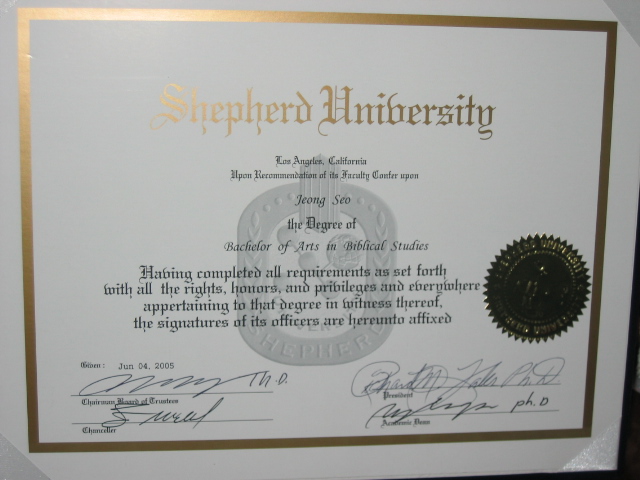 Shepherd University
Los Angeles, California
Upon Recommendation of its Faculty Confer upon
Jeong Seo
the Degree of
Bachelor of Arts in Biblical Studies
Having completed all requirements as set forth
with all the rights, honors, and privileges and everywhere
appertaining to that degree in witness thereof,
the signatures of its officers are hereunto affixed
Given : Jun 04, 2005
Th.D.
Ph.D
Chairman Board of Trustees
President
ph.D
Chancellor
Academic Dean